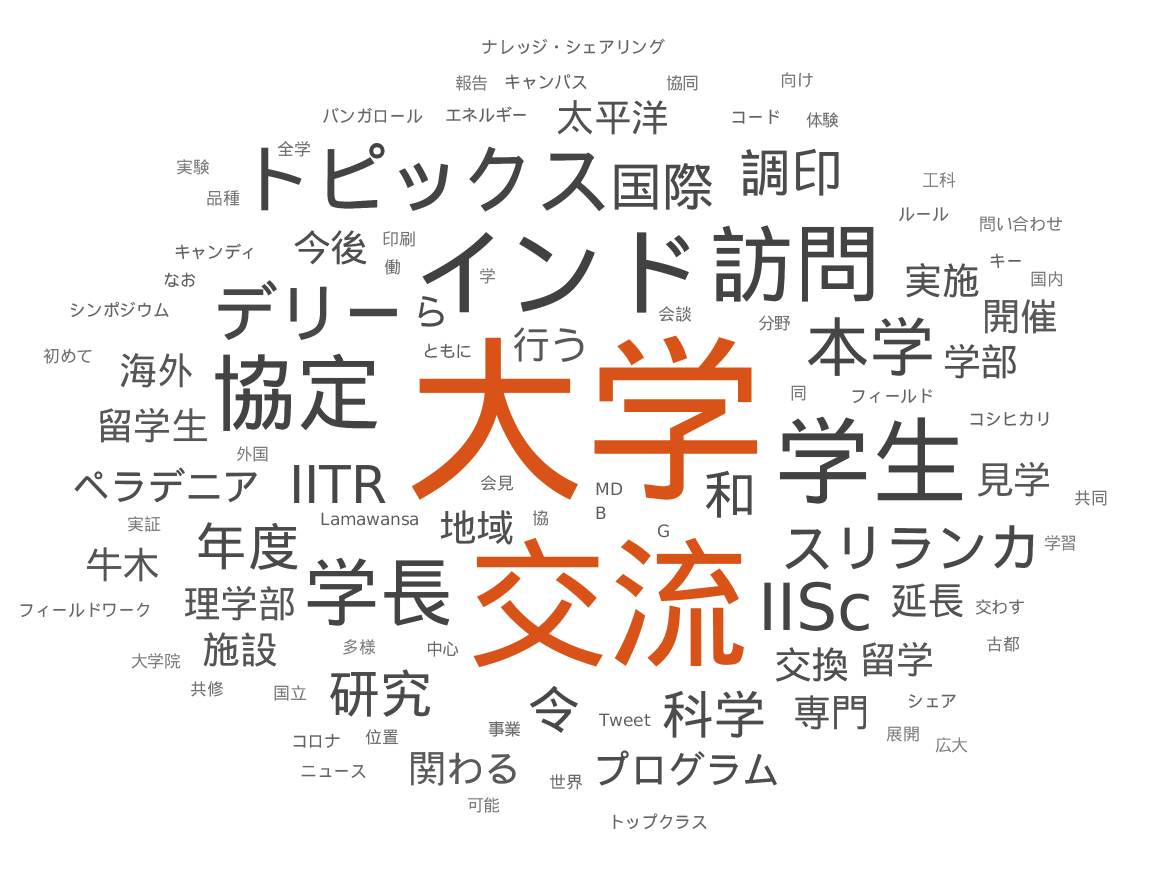 ナレッジ・シェアリング
報告 キャンパス 協同 向け
バンガロール エネルギー 太平洋 コード 体験
全学
実験 トピックス 国際 調印 工科
品種 ルール 問い合わせ
キャンディ 今後 印刷 インド 訪問 キー
なお 働 学 実施 国内
シンポジウム デリー ら 会談 分野 開催
初めて 海外 ともに 行う 本学 学部
協定 大学 同 フィールド
留学生 コシヒカリ
外国 学生
ペラデニア IITR 会見 MD 和 見学 共同
B
実証 Lamawansa 地域 協 G
牛木 年度 スリランカ 学習
フィールドワーク 理学部 学長 交流 IISc 延長 交わす
大学院 施設 多様 中心 交換 留学 古都
共修 国立 研究 令 シェア
コロナ 位置 事業 Tweet 科学 専門 展開 広大
ニュース 関わる 世界 プログラム
可能
トップクラス